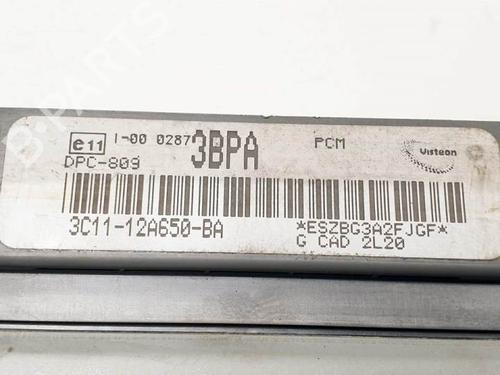 e11 I-00 0287 3BPA PCM Visteon
DPC-809
3C11-12A650-BA *ESZBG3A2FJGF*
G CAD 2L20
B-PARTS